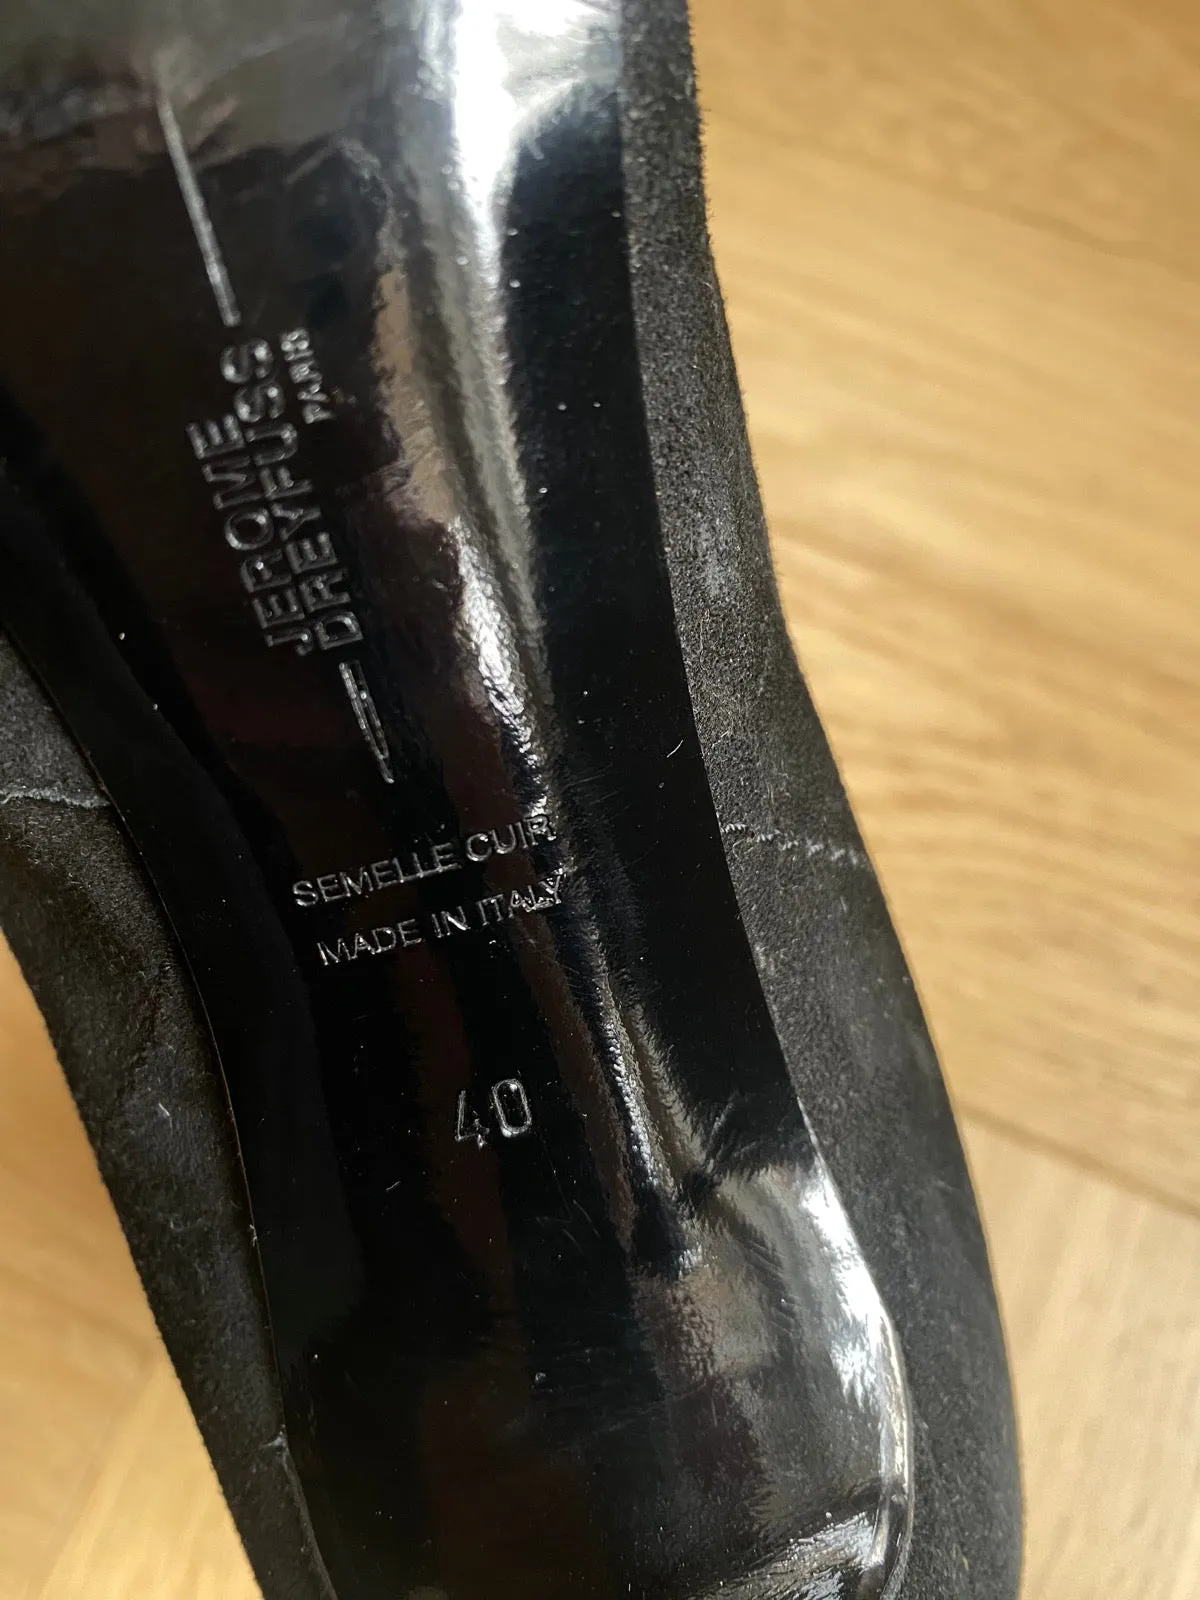 JEROME
DREYFUSS
PARIS
SEMELLE CUIR
MADE IN ITALY
40